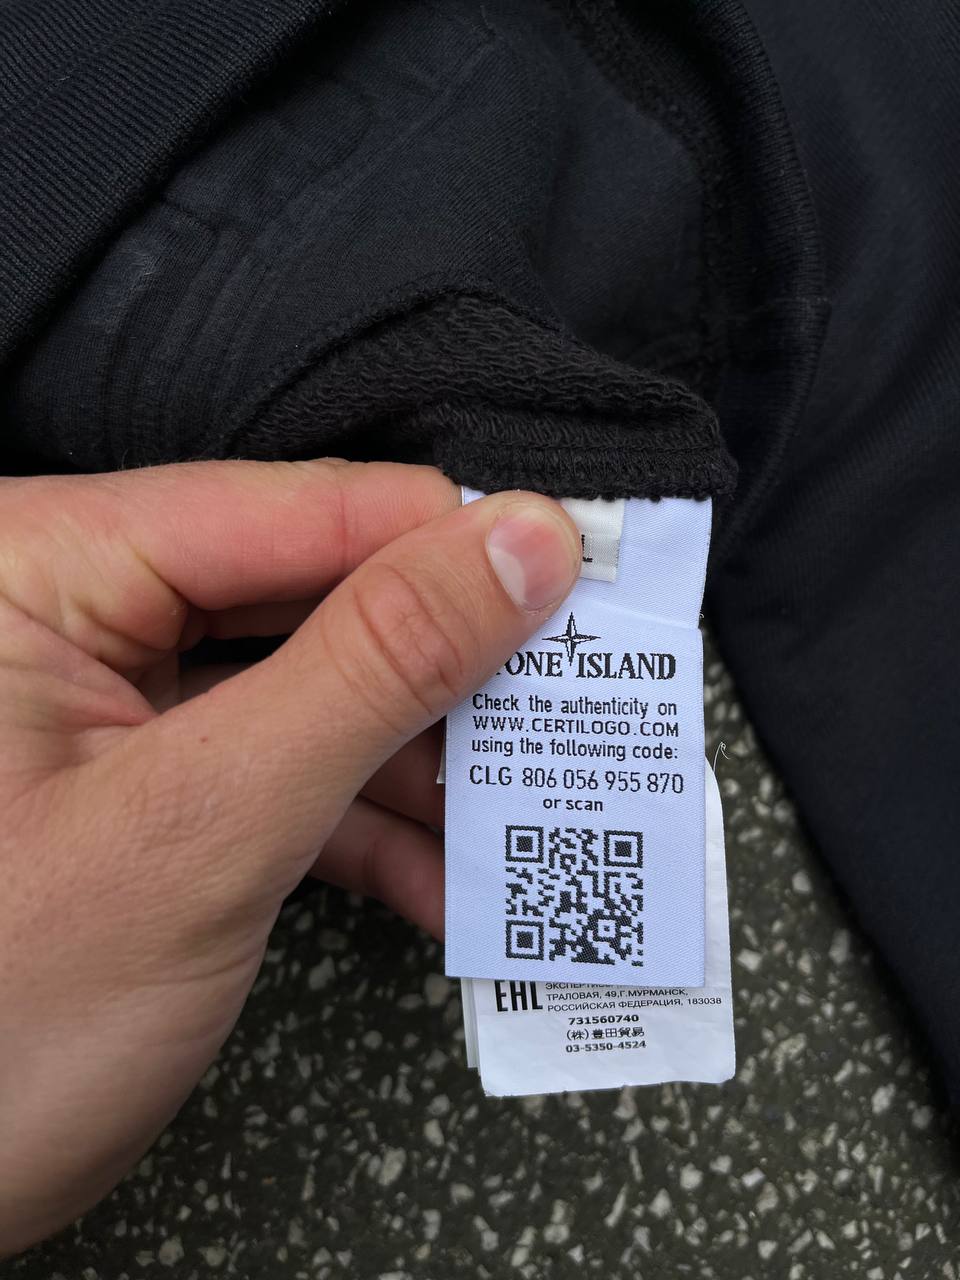 L
TONE ISLAND
Check the authenticity on
WWW.CERTILOGO.COM
using the following code:
CLG 806 056 955 870
or scan
EAC
ТРАЛОВАЯ, 49,Г.МУРМАНСК,
РОССИЙСКАЯ ФЕДЕРАЦИЯ, 183038
731560740
(株)豊田貿易
03-5350-4524